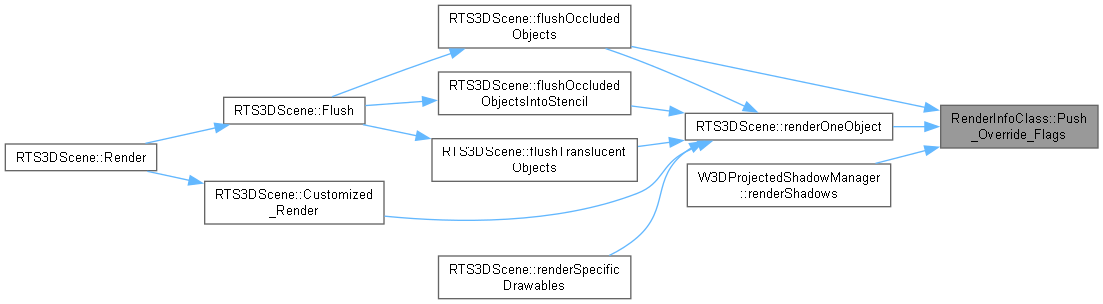 RTS3DScene::flushOccluded
Objects
RTS3DScene::flushOccluded
ObjectsIntoStencil
RTS3DScene::Flush
RenderInfoClass::Push
_Override_Flags
RTS3DScene::renderOneObject
RTS3DScene::Render
RTS3DScene::flushTranslucent
Objects
W3DProjectedShadowManager
::renderShadows
RTS3DScene::Customized
_Render
RTS3DScene::renderSpecific
Drawables